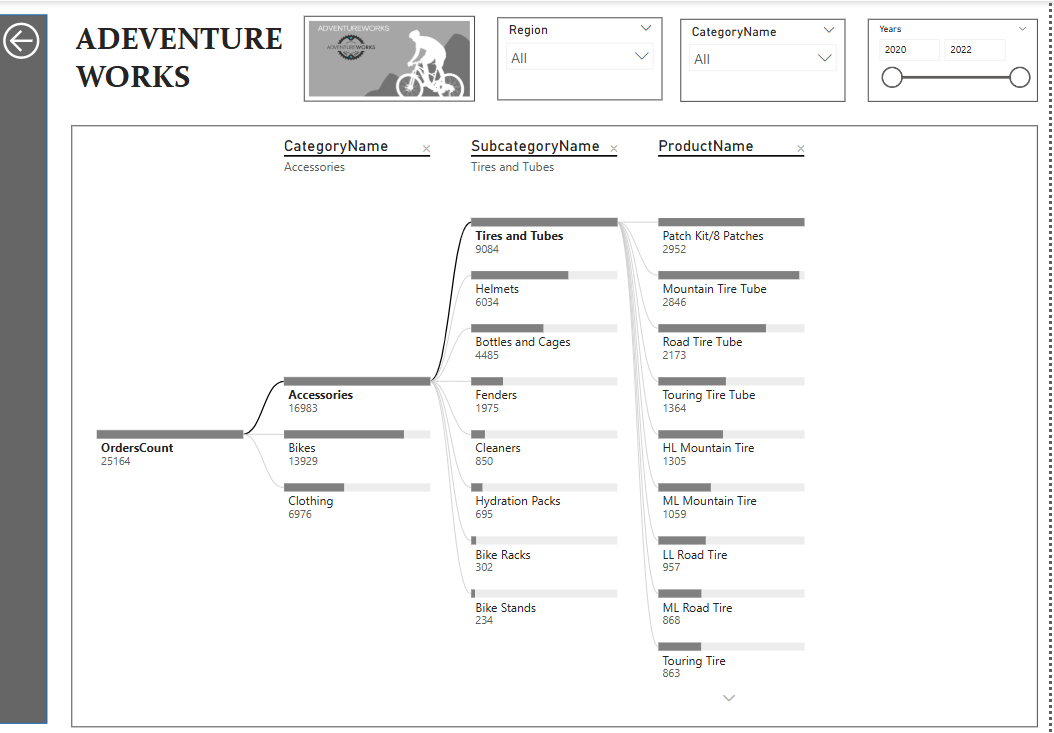 ADEVENTURE
WORKS
ADVENTUREWORKS
ADVENTUREWORKS
Region
All
CategoryName
All
Years
2020
2022
CategoryName
Accessories
SubcategoryName
Tires and Tubes
ProductName
OrdersCount
25164
Accessories
16983
Bikes
13929
Clothing
6976
Tires and Tubes
9084
Helmets
6034
Bottles and Cages
4485
Fenders
1975
Cleaners
850
Hydration Packs
695
Bike Racks
302
Bike Stands
234
Patch Kit/8 Patches
2952
Mountain Tire Tube
2846
Road Tire Tube
2173
Touring Tire Tube
1364
HL Mountain Tire
1305
ML Mountain Tire
1059
LL Road Tire
957
ML Road Tire
868
Touring Tire
863